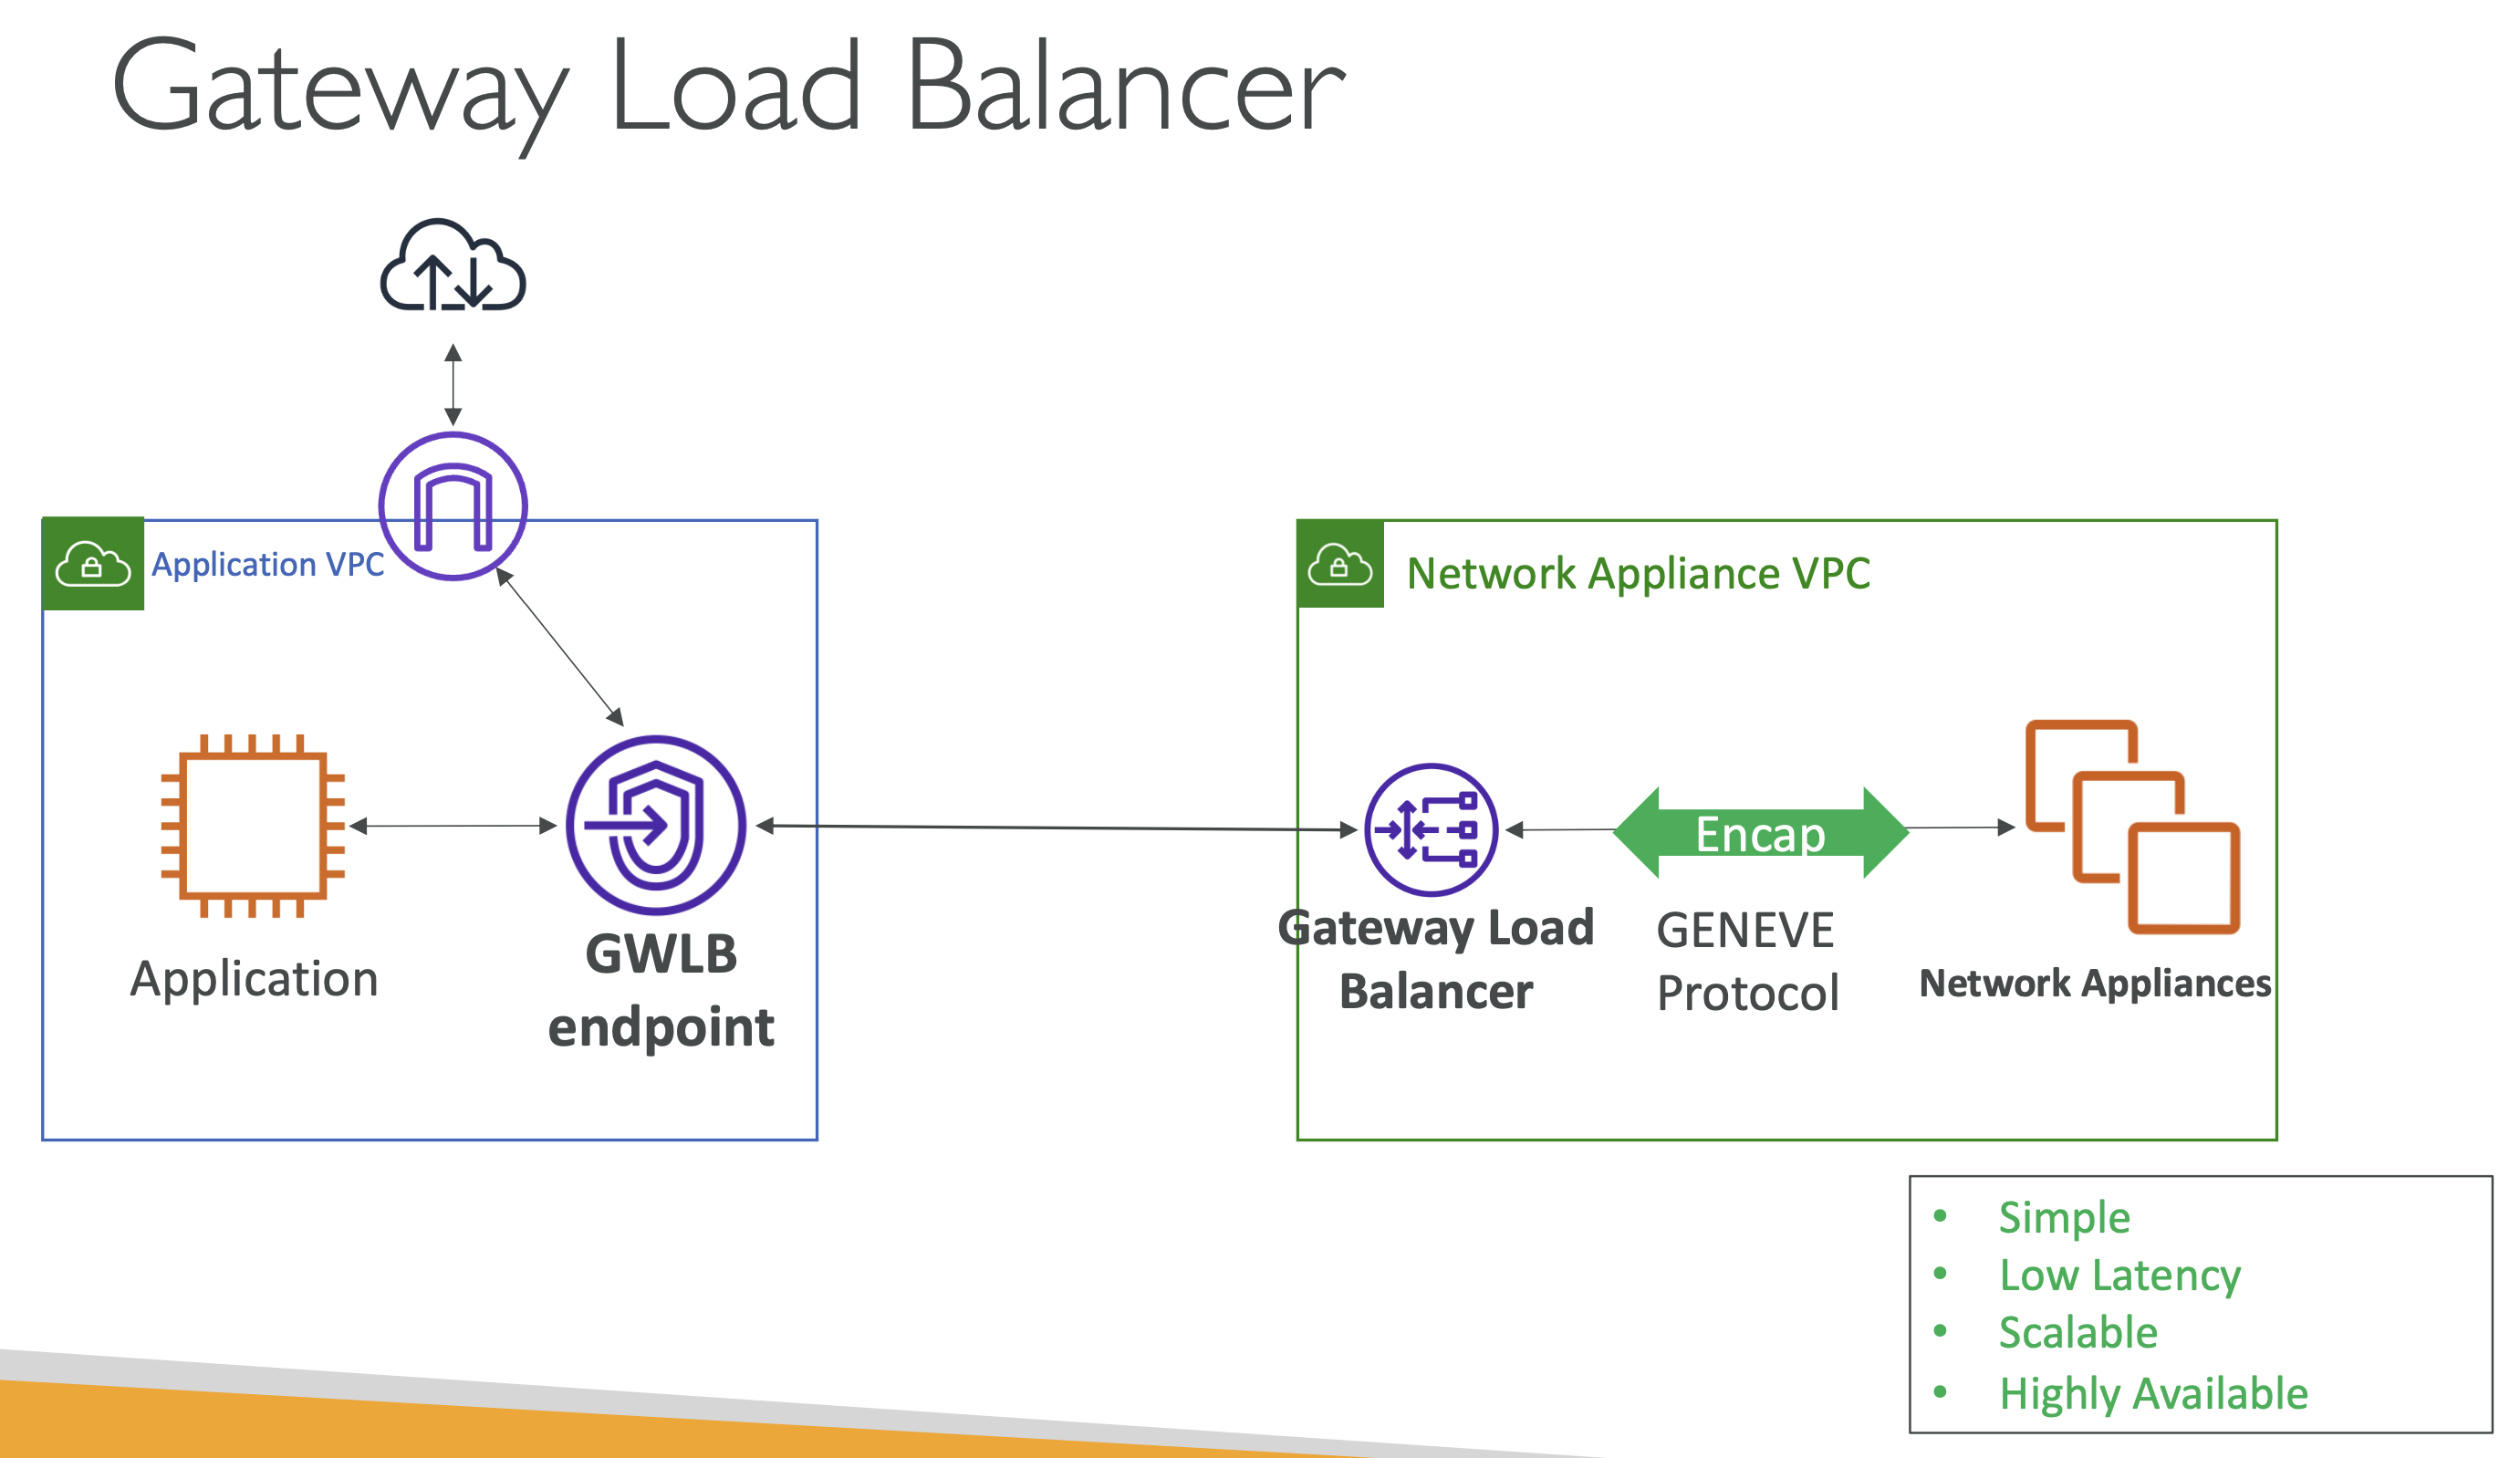 Gateway Load Balancer
Application VPC
Network Appliance VPC
Application
GWLB
endpoint
Gateway Load
Balancer
Encap
GENEVE
Protocol
Network Appliances
• Simple
• Low Latency
• Scalable
• Highly Available